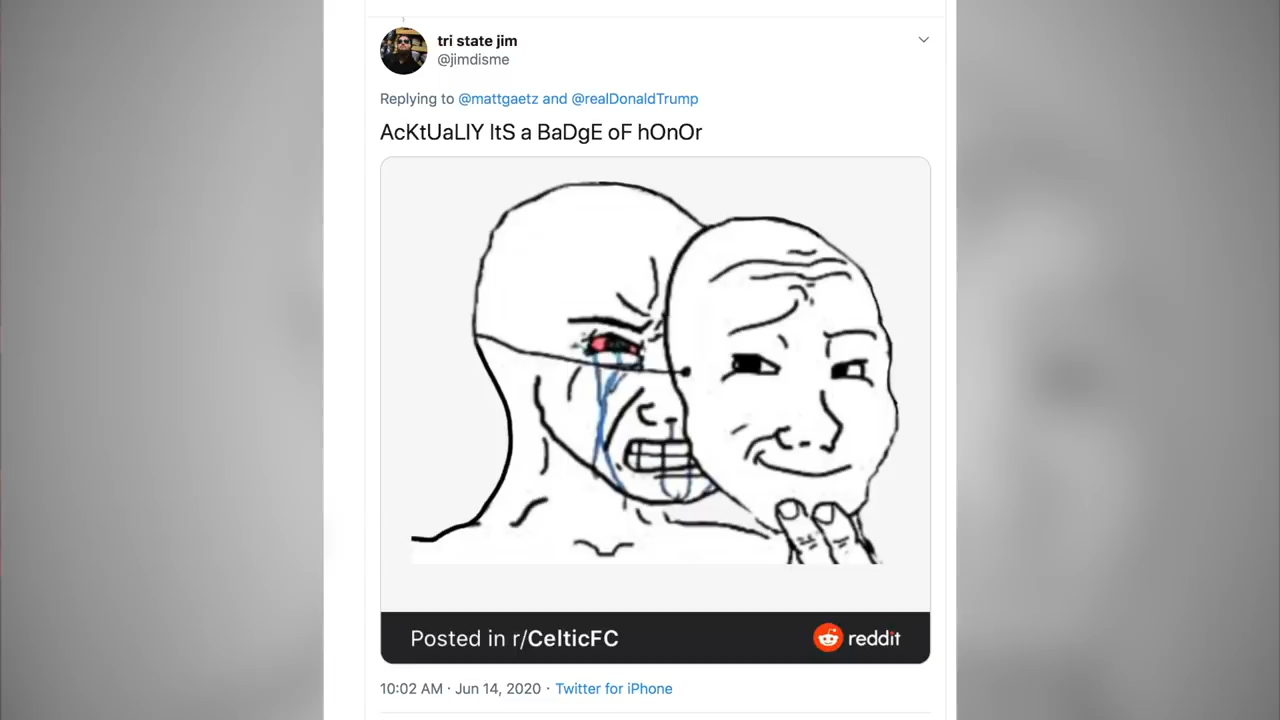 tri state jim
@jimdisme
Replying to @mattgaetz and @realDonaldTrump
AcKtUaLlY ItS a BaDgE oF hOnOr
Posted in r/CelticFC
reddit
10:02 AM · Jun 14, 2020 · Twitter for iPhone